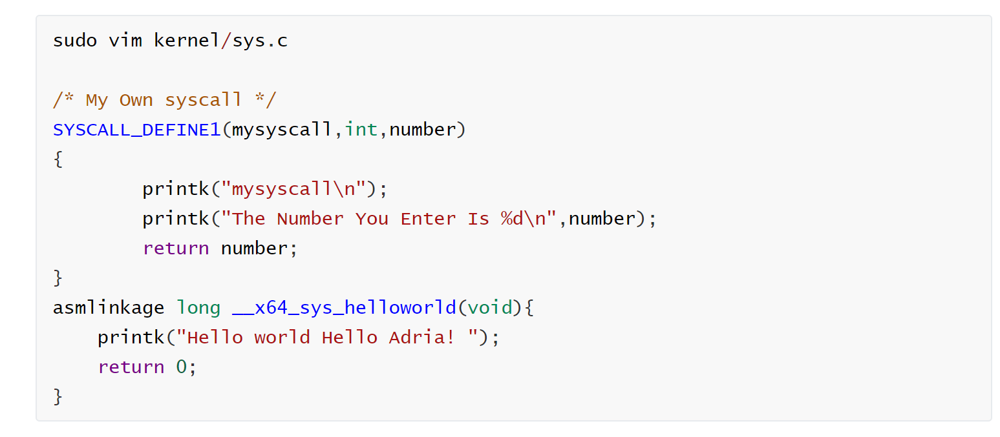 sudo vim kernel/sys.c
/* My Own syscall */
SYSCALL_DEFINE1(mysyscall,int,number)
{
        printk("mysyscall\n");
        printk("The Number You Enter Is %d\n",number);
        return number;
}
asmlinkage long __x64_sys_helloworld(void){
    printk("Hello world Hello Adria! ");
    return 0;
}